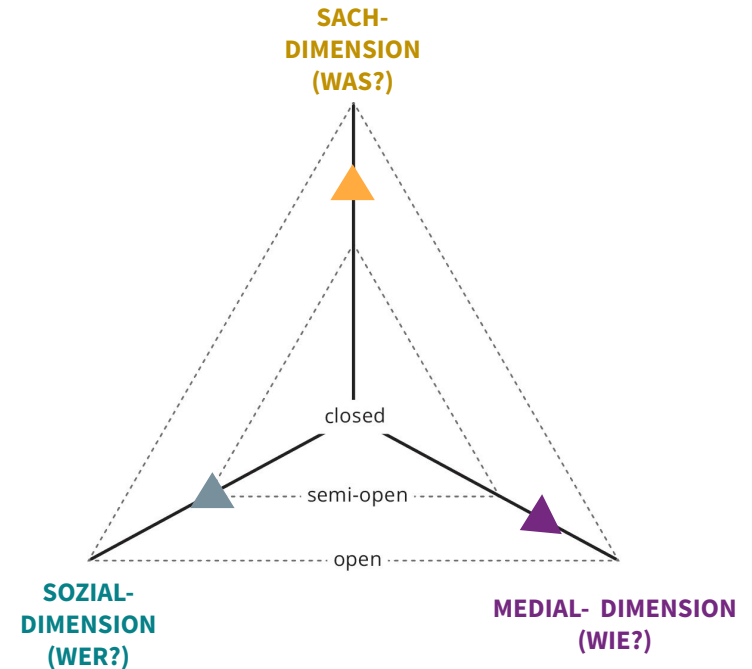 SACH-
DIMENSION
(WAS?)
closed
semi-open
open
SOZIAL-
DIMENSION
(WER?)
MEDIAL- DIMENSION
(WIE?)